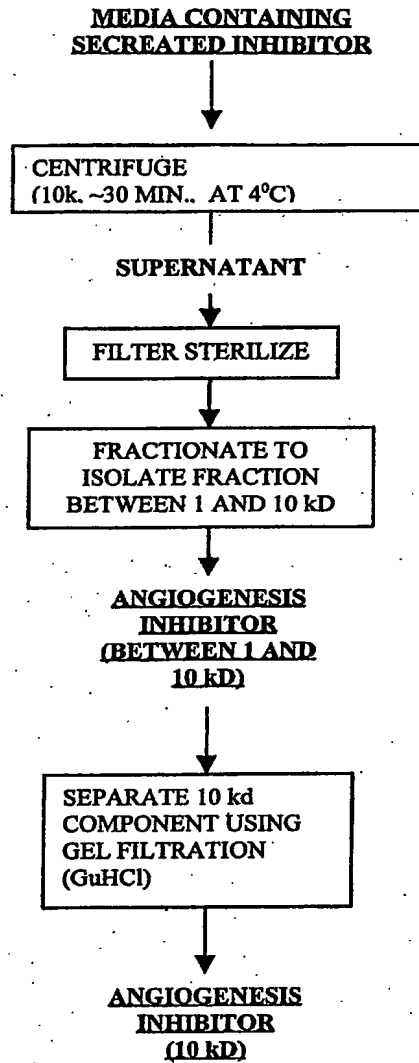 MEDIA CONTAINING
SECREATED INHIBITOR
CENTRIFUGE
(10k. ~30 MIN.. AT 4⁰C)
SUPERNATANT
FILTER STERILIZE
FRACTIONATE TO
ISOLATE FRACTION
BETWEEN 1 AND 10 kD
ANGIOGENESIS
INHIBITOR
(BETWEEN 1 AND
10 kD)
SEPARATE 10 kd
COMPONENT USING
GEL FILTRATION
(GuHCl)
ANGIOGENESIS
INHIBITOR
(10 kD)